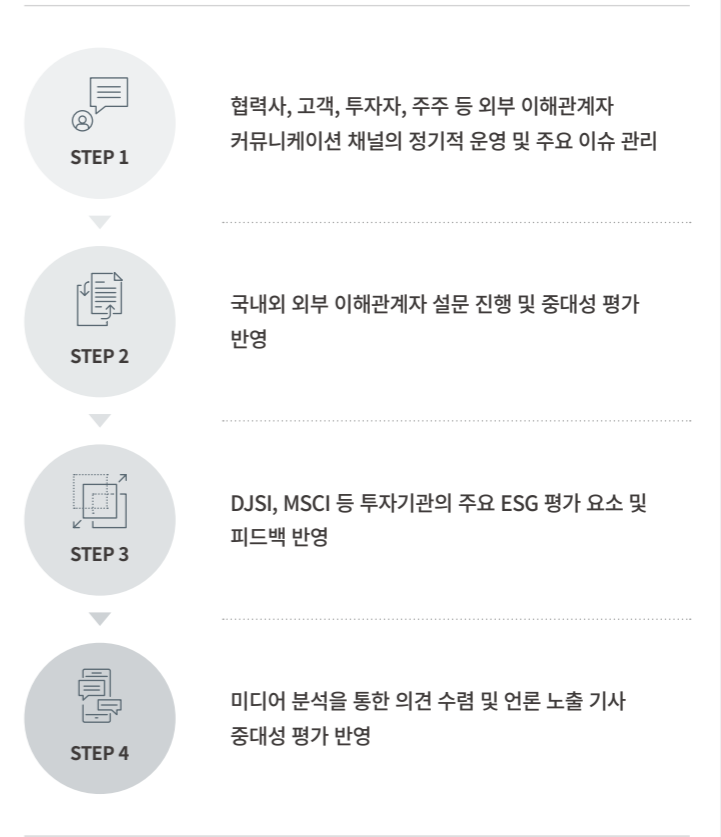 STEP 1
협력사, 고객, 투자자, 주주 등 외부 이해관계자
커뮤니케이션 채널의 정기적 운영 및 주요 이슈 관리
STEP 2
국내외 외부 이해관계자 설문 진행 및 중대성 평가
반영
STEP 3
DJSI, MSCI 등 투자기관의 주요 ESG 평가 요소 및
피드백 반영
STEP 4
미디어 분석을 통한 의견 수렴 및 언론 노출 기사
중대성 평가 반영